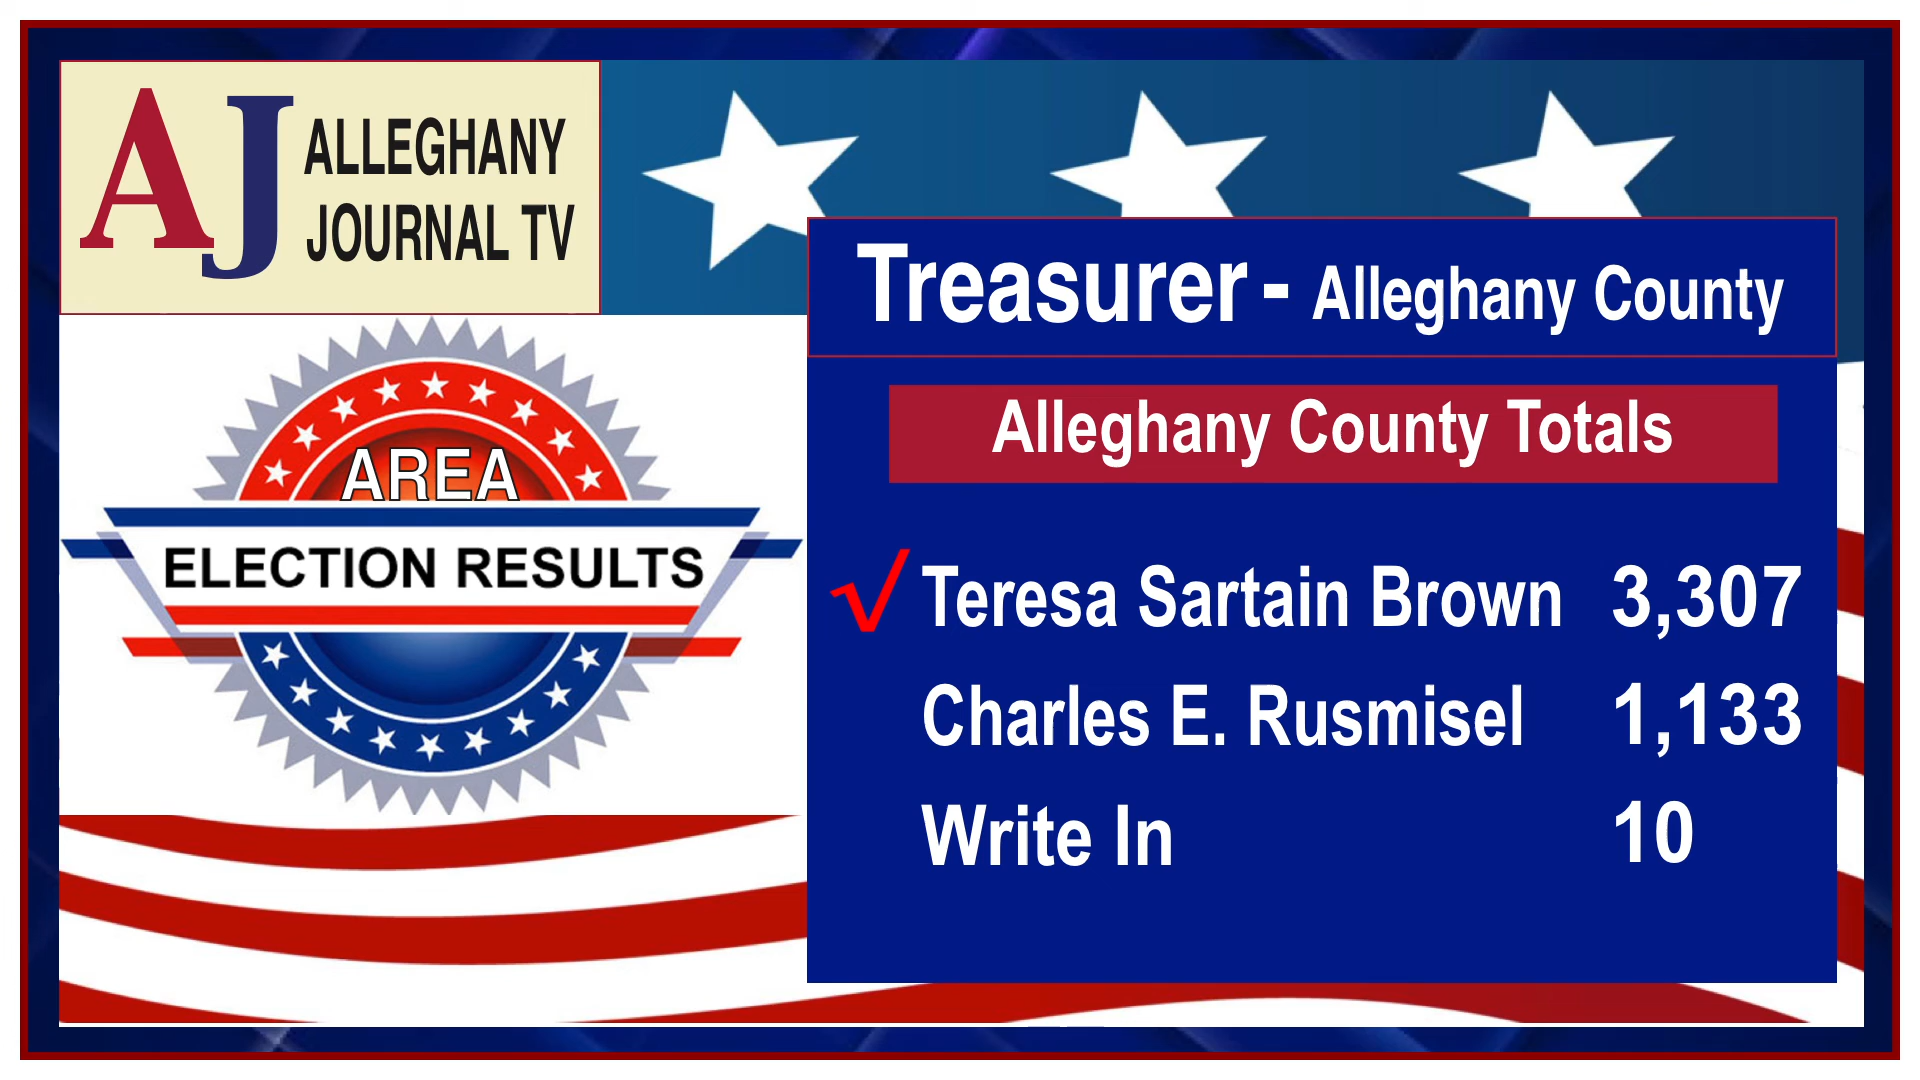 AJ
ALLEGHANY
JOURNAL TV
AREA
ELECTION RESULTS
Treasurer - Alleghany County
Alleghany County Totals
√ Teresa Sartain Brown 3,307
Charles E. Rusmisel 1,133
Write In 10